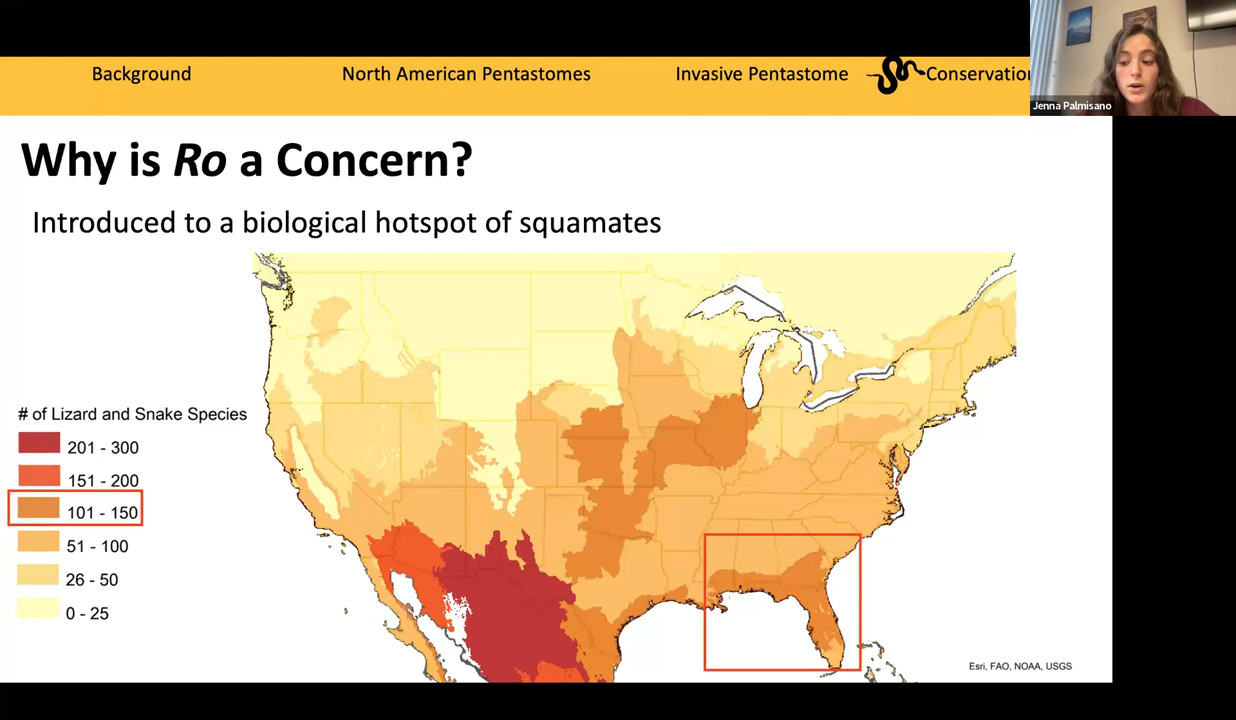 Background
North American Pentastomes
Invasive Pentastome
Conservation
Jenna Palmisano
Why is Ro a Concern?
Introduced to a biological hotspot of squamates
# of Lizard and Snake Species
201 - 300
151 - 200
101 - 150
51 - 100
26 - 50
0 - 25
Esri, FAO, NOAA, USGS